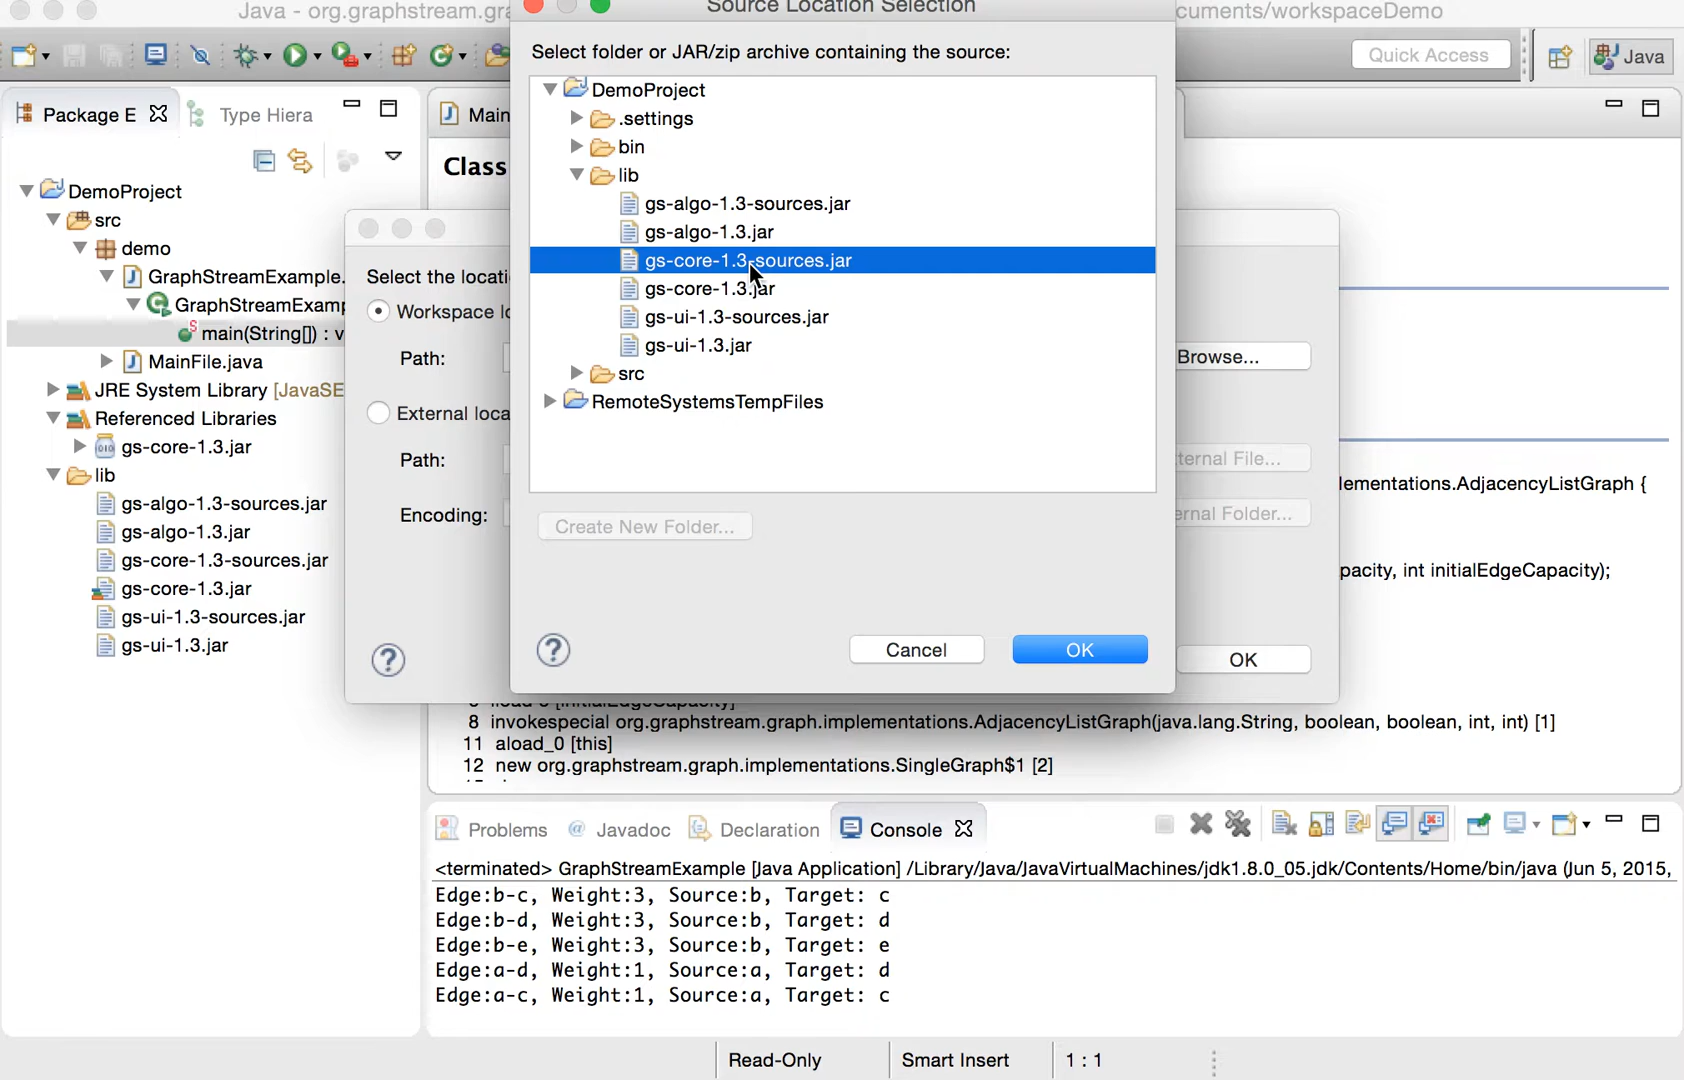 Java - org.graphstream.gra
Source Location Selection
cuments/workspaceDemo
Quick Access
Java
Package E
Type Hiera
Main
Class
DemoProject
src
demo
GraphStreamExample.
GraphStreamExamp
main(String[]) : v
MainFile.java
JRE System Library [JavaSE
Referenced Libraries
gs-core-1.3.jar
lib
gs-algo-1.3-sources.jar
gs-algo-1.3.jar
gs-core-1.3-sources.jar
gs-core-1.3.jar
gs-ui-1.3-sources.jar
gs-ui-1.3.jar
Select the locati
Workspace lo
Path:
External loca
Path:
Encoding:
Select folder or JAR/zip archive containing the source:
DemoProject
.settings
bin
lib
gs-algo-1.3-sources.jar
gs-algo-1.3.jar
gs-core-1.3-sources.jar
gs-core-1.3.jar
gs-ui-1.3-sources.jar
gs-ui-1.3.jar
src
RemoteSystemsTempFiles
Create New Folder...
Cancel
OK
Browse...
ternal File...
ernal Folder...
OK
lementations.AdjacencyListGraph {
pacity, int initialEdgeCapacity);
8 invokespecial org.graphstream.graph.implementations.AdjacencyListGraph(java.lang.String, boolean, boolean, int, int) [1]
11 aload_0 [this]
12 new org.graphstream.graph.implementations.SingleGraph$1 [2]
Problems
@ Javadoc
Declaration
Console
<terminated> GraphStreamExample [Java Application] /Library/Java/JavaVirtualMachines/jdk1.8.0_05.jdk/Contents/Home/bin/java (Jun 5, 2015,
Edge:b-c, Weight:3, Source:b, Target: c
Edge:b-d, Weight:3, Source:b, Target: d
Edge:b-e, Weight:3, Source:b, Target: e
Edge:a-d, Weight:1, Source:a, Target: d
Edge:a-c, Weight:1, Source:a, Target: c
Read-Only
Smart Insert
1 : 1